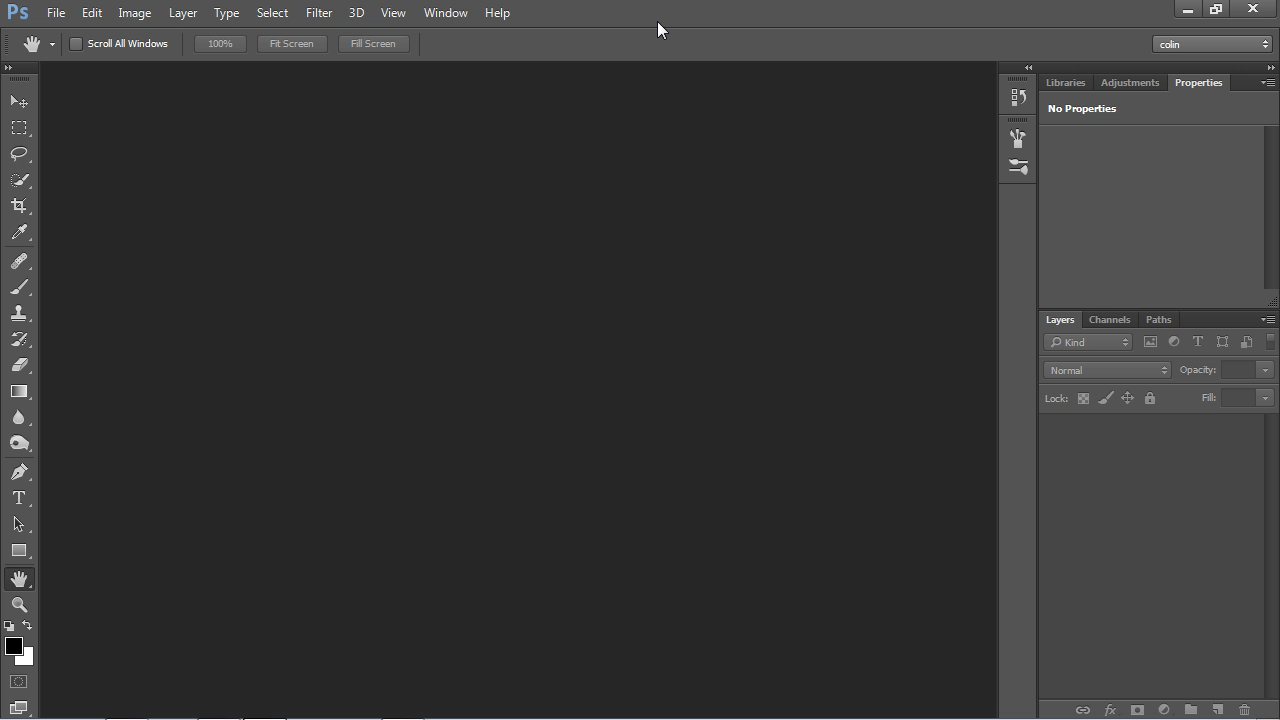 Ps File Edit Image Layer Type Select Filter 3D View Window Help
Scroll All Windows 100% Fit Screen Fill Screen colin
Libraries Adjustments Properties
No Properties
Layers Channels Paths
Kind
Normal Opacity:
Lock: Fill: